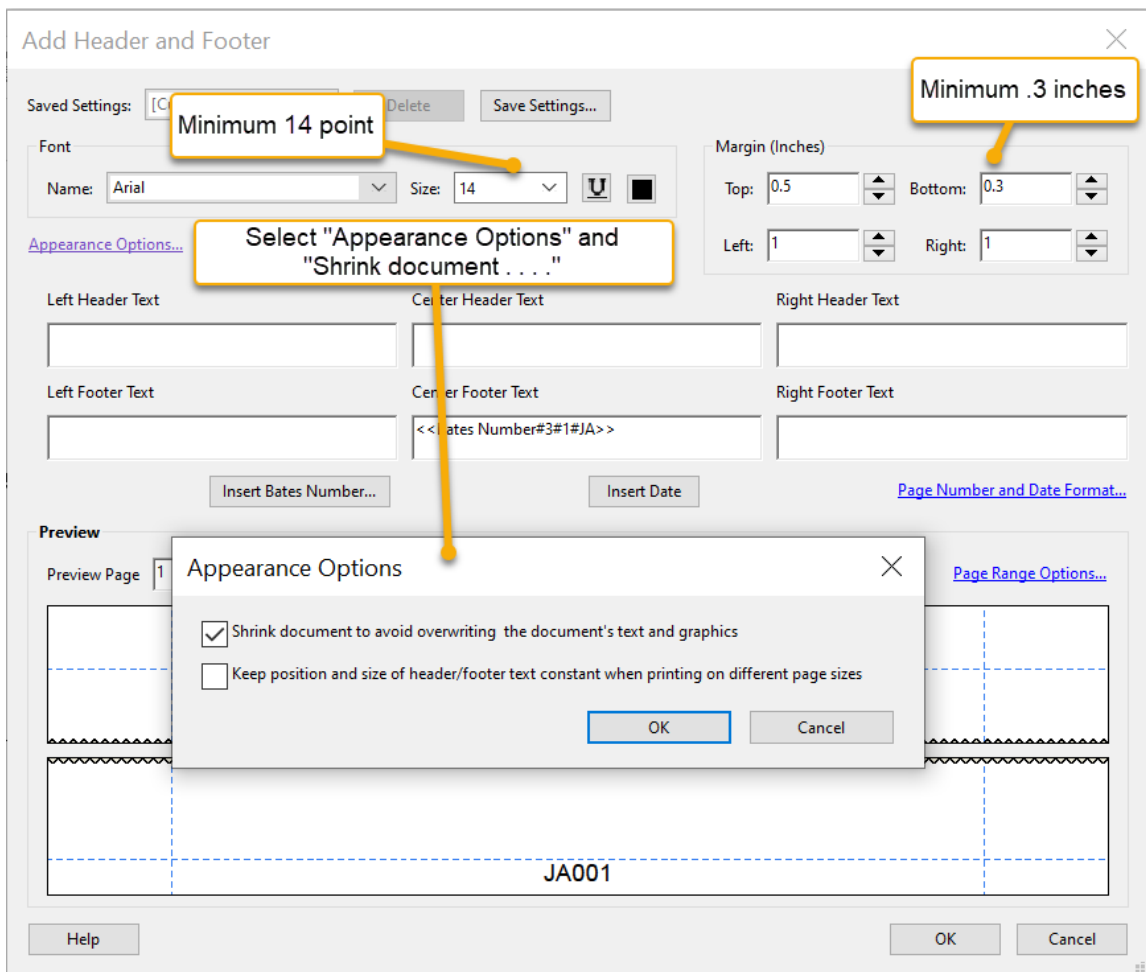 Add Header and Footer
Minimum .3 inches
Saved Settings: [C Delete Save Settings...
Minimum 14 point
Font
Margin (Inches)
Name: Arial Size: 14 U
Top: 0.5 Bottom: 0.3
Appearance Options...
Select "Appearance Options" and
"Shrink document . . . ."
Left: 1 Right: 1
Left Header Text Center Header Text Right Header Text
Left Footer Text Center Footer Text Right Footer Text
<<Bates Number#3#1#JA>>
Insert Bates Number... Insert Date Page Number and Date Format...
Preview
Preview Page 1 Page Range Options...
Appearance Options
Shrink document to avoid overwriting the document's text and graphics
Keep position and size of header/footer text constant when printing on different page sizes
OK Cancel
JA001
Help OK Cancel